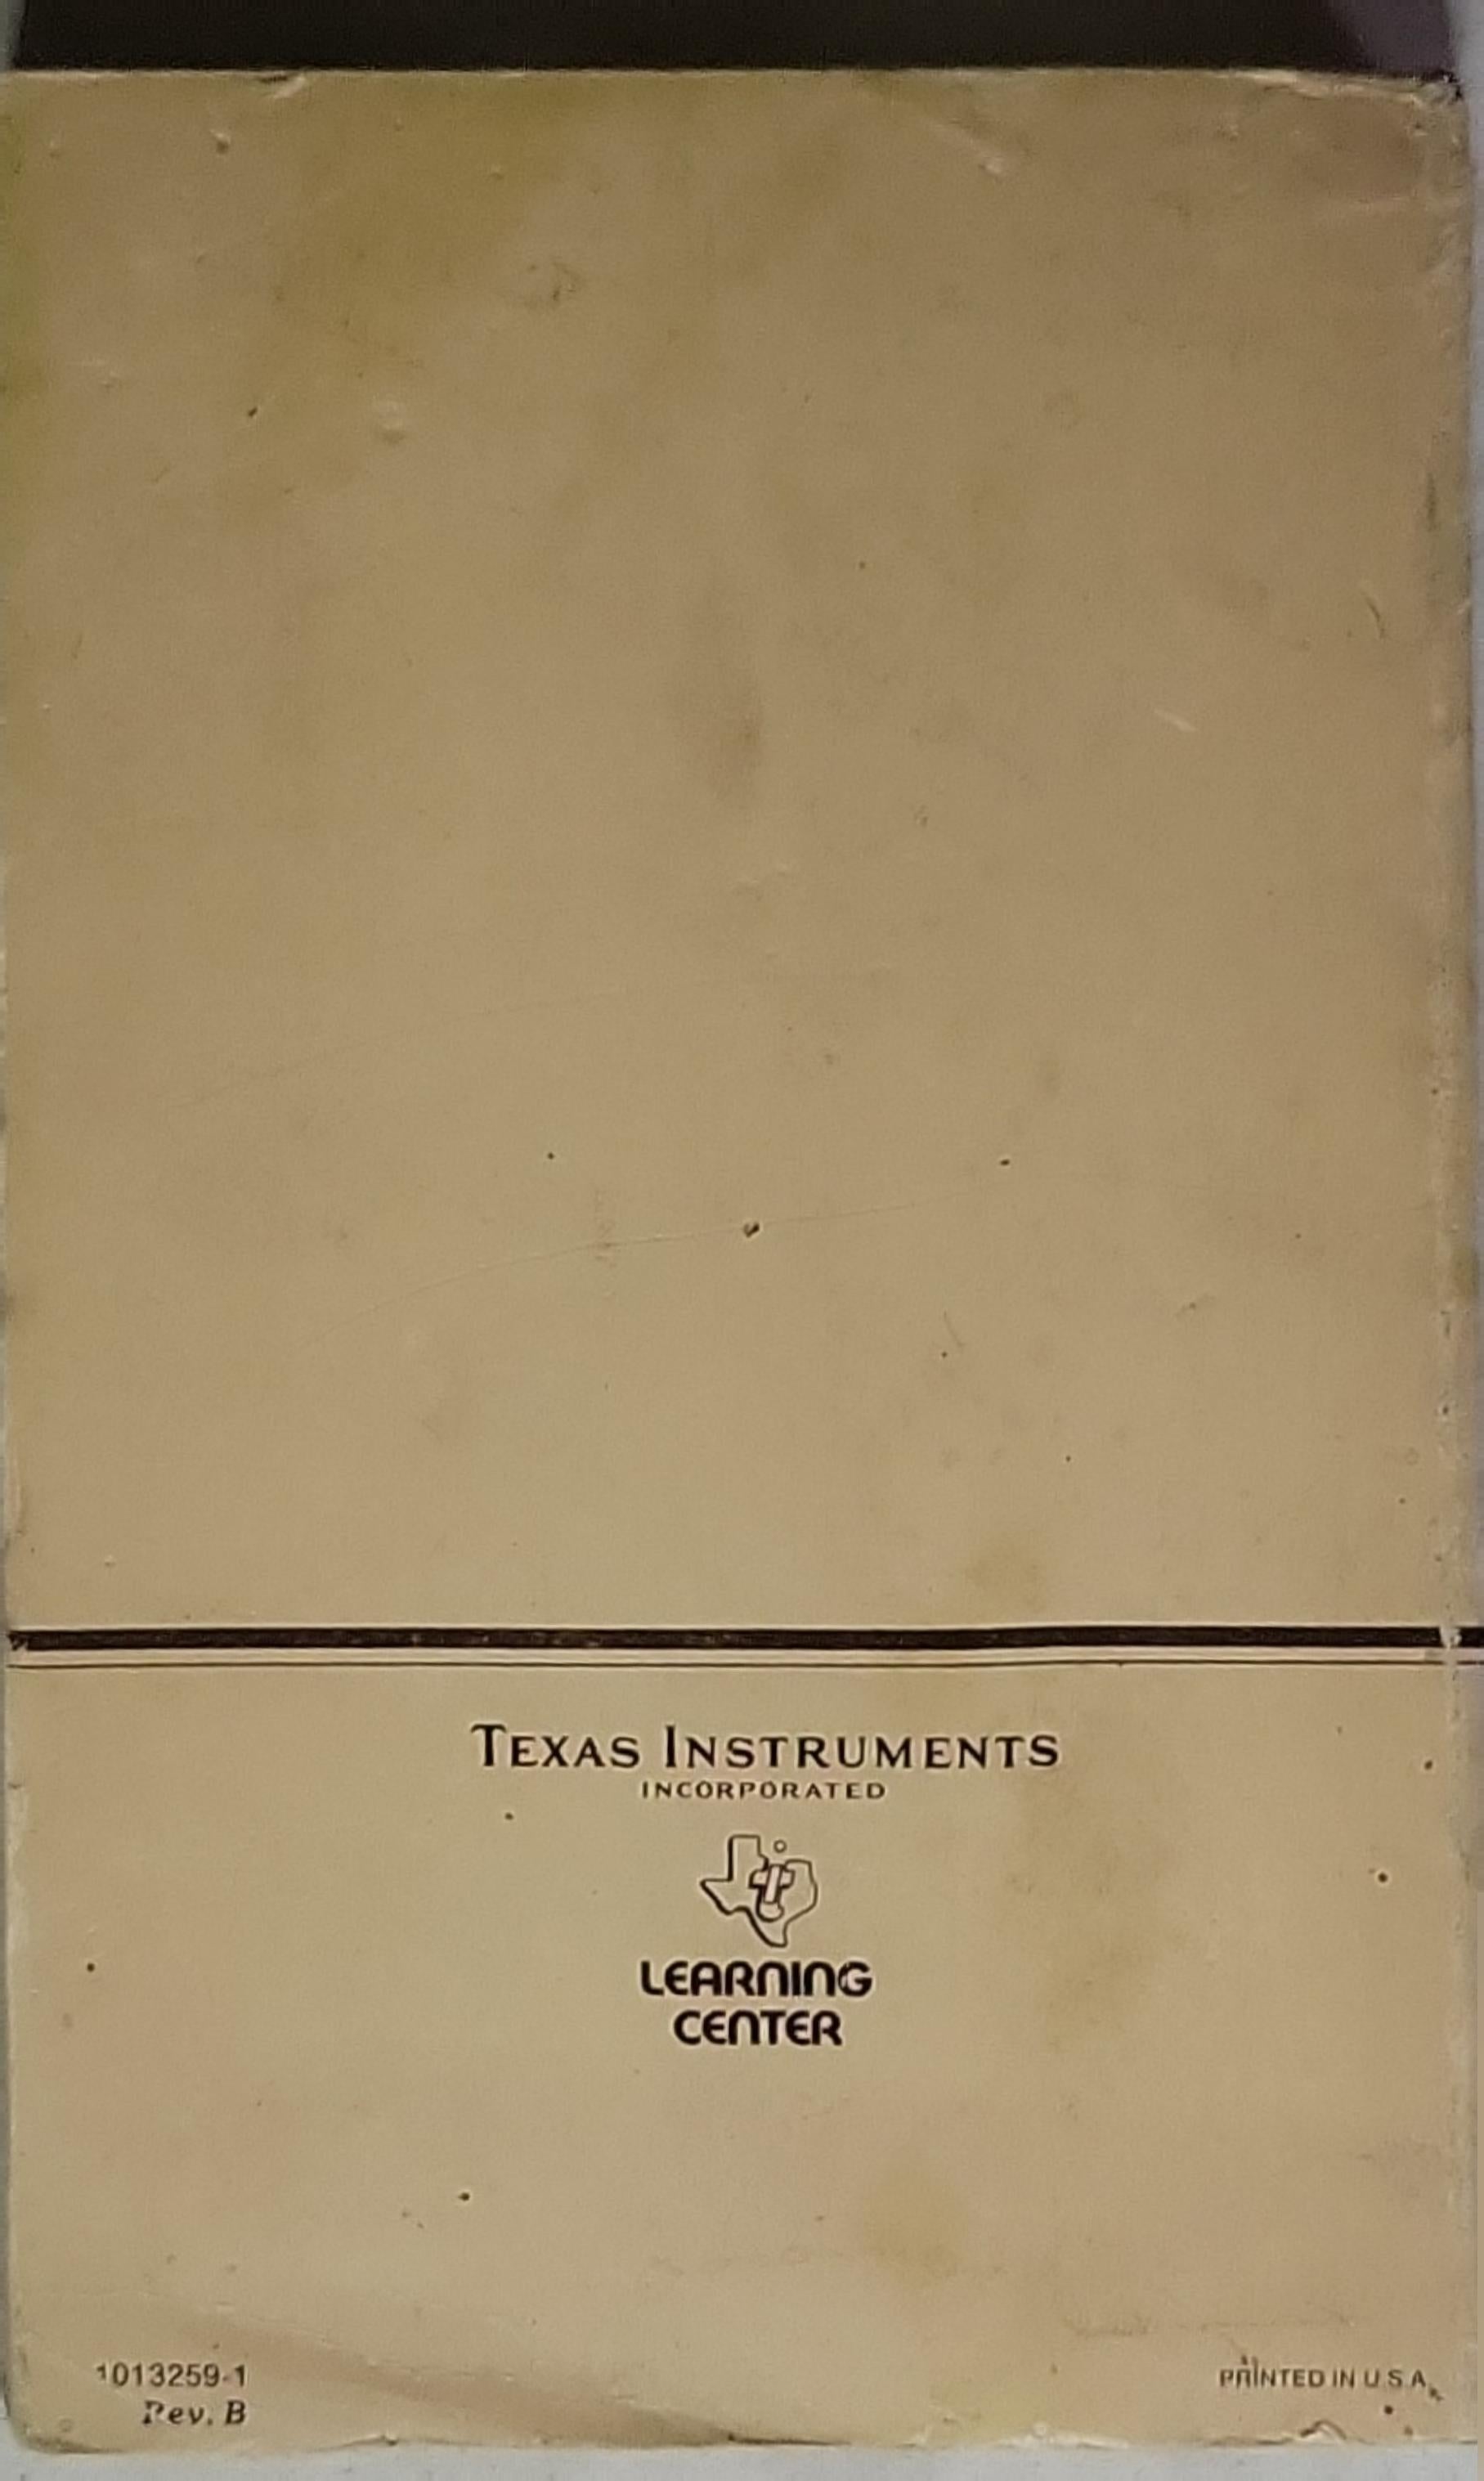 TEXAS INSTRUMENTS
INCORPORATED
LEARNING
CENTER
1013259-1
Rev. B
PRINTED IN U.S.A.